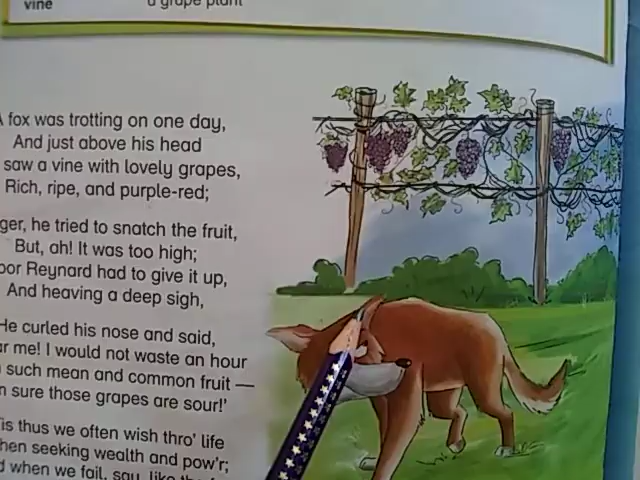 vine a grape plant
A fox was trotting on one day,
And just above his head
saw a vine with lovely grapes,
Rich, ripe, and purple-red;
ger, he tried to snatch the fruit,
But, ah! It was too high;
oor Reynard had to give it up,
And heaving a deep sigh,
He curled his nose and said,
ar me! I would not waste an hour
such mean and common fruit —
m sure those grapes are sour!'
is thus we often wish thro' life
hen seeking wealth and pow'r;
d when we fail, say, like the